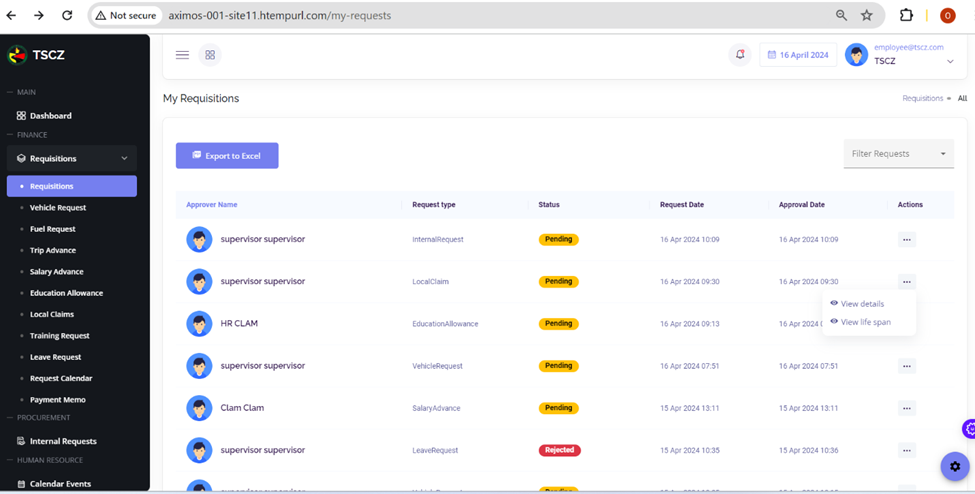 Not secure aximos-001-site11.htempurl.com/my-requests O
TSCZ
16 April 2024 employee@tscz.com
TSCZ
MAIN
Dashboard
FINANCE
Requisitions
Requisitions
Vehicle Request
Fuel Request
Trip Advance
Salary Advance
Education Allowance
Local Claims
Training Request
Leave Request
Request Calendar
Payment Memo
PROCUREMENT
Internal Requests
HUMAN RESOURCE
Calendar Events
My Requisitions Requisitions All
Export to Excel Filter Requests
Approver Name Request type Status Request Date Approval Date Actions
supervisor supervisor InternalRequest Pending 16 Apr 2024 10:09 16 Apr 2024 10:09 ...
supervisor supervisor LocalClaim Pending 16 Apr 2024 09:30 16 Apr 2024 09:30 ...
View details
View life span
HR CLAM EducationAllowance Pending 16 Apr 2024 09:13 16 Apr 2024
supervisor supervisor VehicleRequest Pending 16 Apr 2024 07:51 16 Apr 2024 07:51 ...
Clam Clam SalaryAdvance Pending 15 Apr 2024 13:11 15 Apr 2024 13:11 ...
supervisor supervisor LeaveRequest Rejected 15 Apr 2024 10:35 15 Apr 2024 10:36 ...